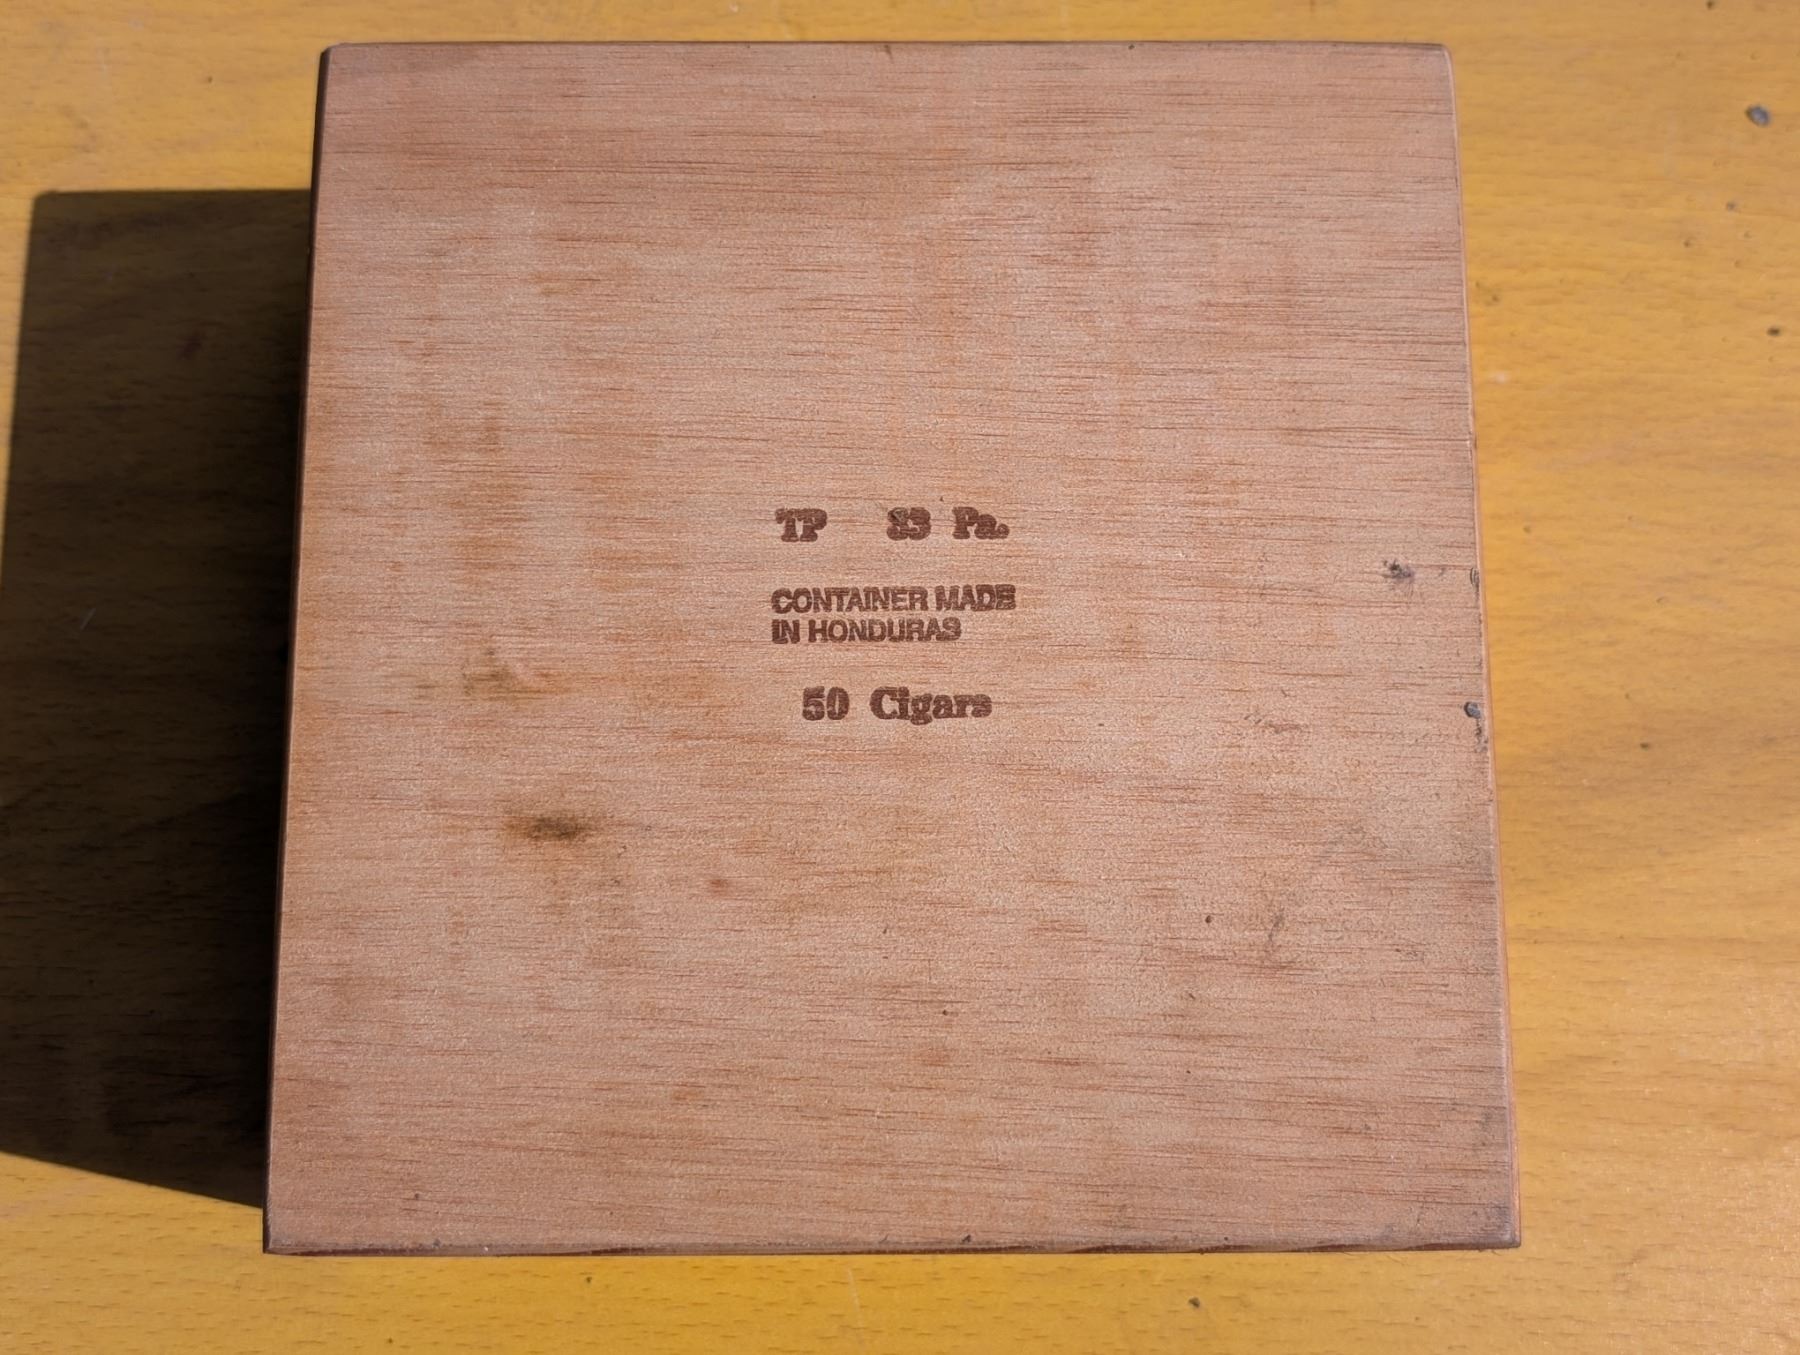 TP 83 Pa.
CONTAINER MADE
IN HONDURAS
50 Cigars